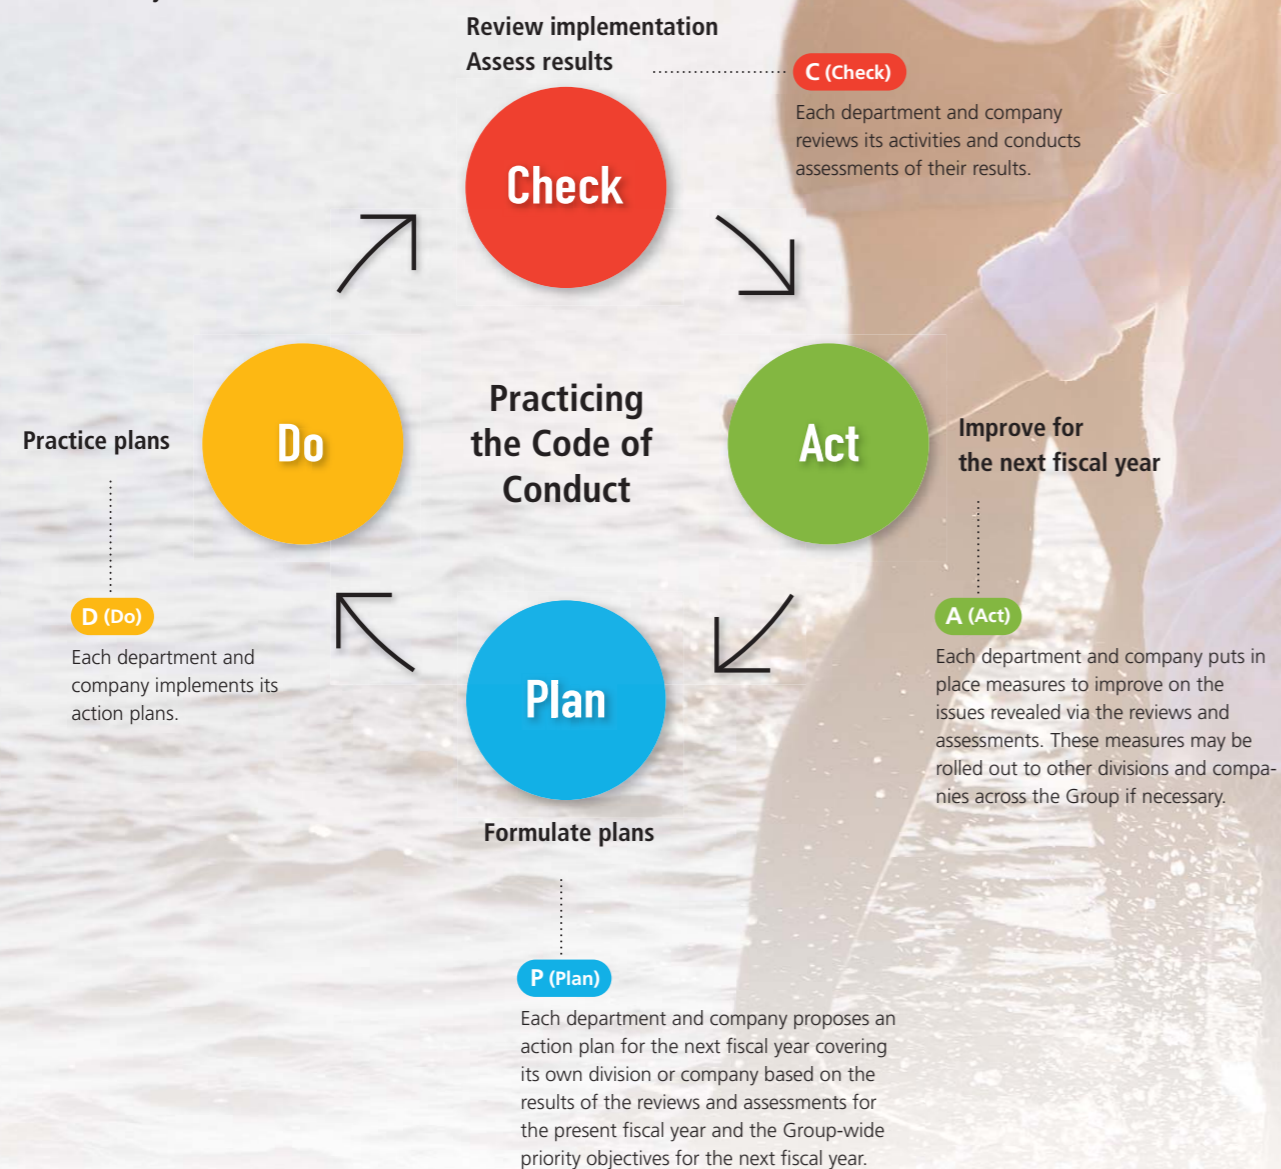 Review implementation
Assess results
C (Check)
Each department and company
reviews its activities and conducts
assessments of their results.
Check
Do
Practicing
the Code of
Conduct
Act
Practice plans
Improve for
the next fiscal year
D (Do)
Each department and
company implements its
action plans.
Plan
A (Act)
Each department and company puts in
place measures to improve on the
issues revealed via the reviews and
assessments. These measures may be
rolled out to other divisions and compa-
nies across the Group if necessary.
Formulate plans
P (Plan)
Each department and company proposes an
action plan for the next fiscal year covering
its own division or company based on the
results of the reviews and assessments for
the present fiscal year and the Group-wide
priority objectives for the next fiscal year.